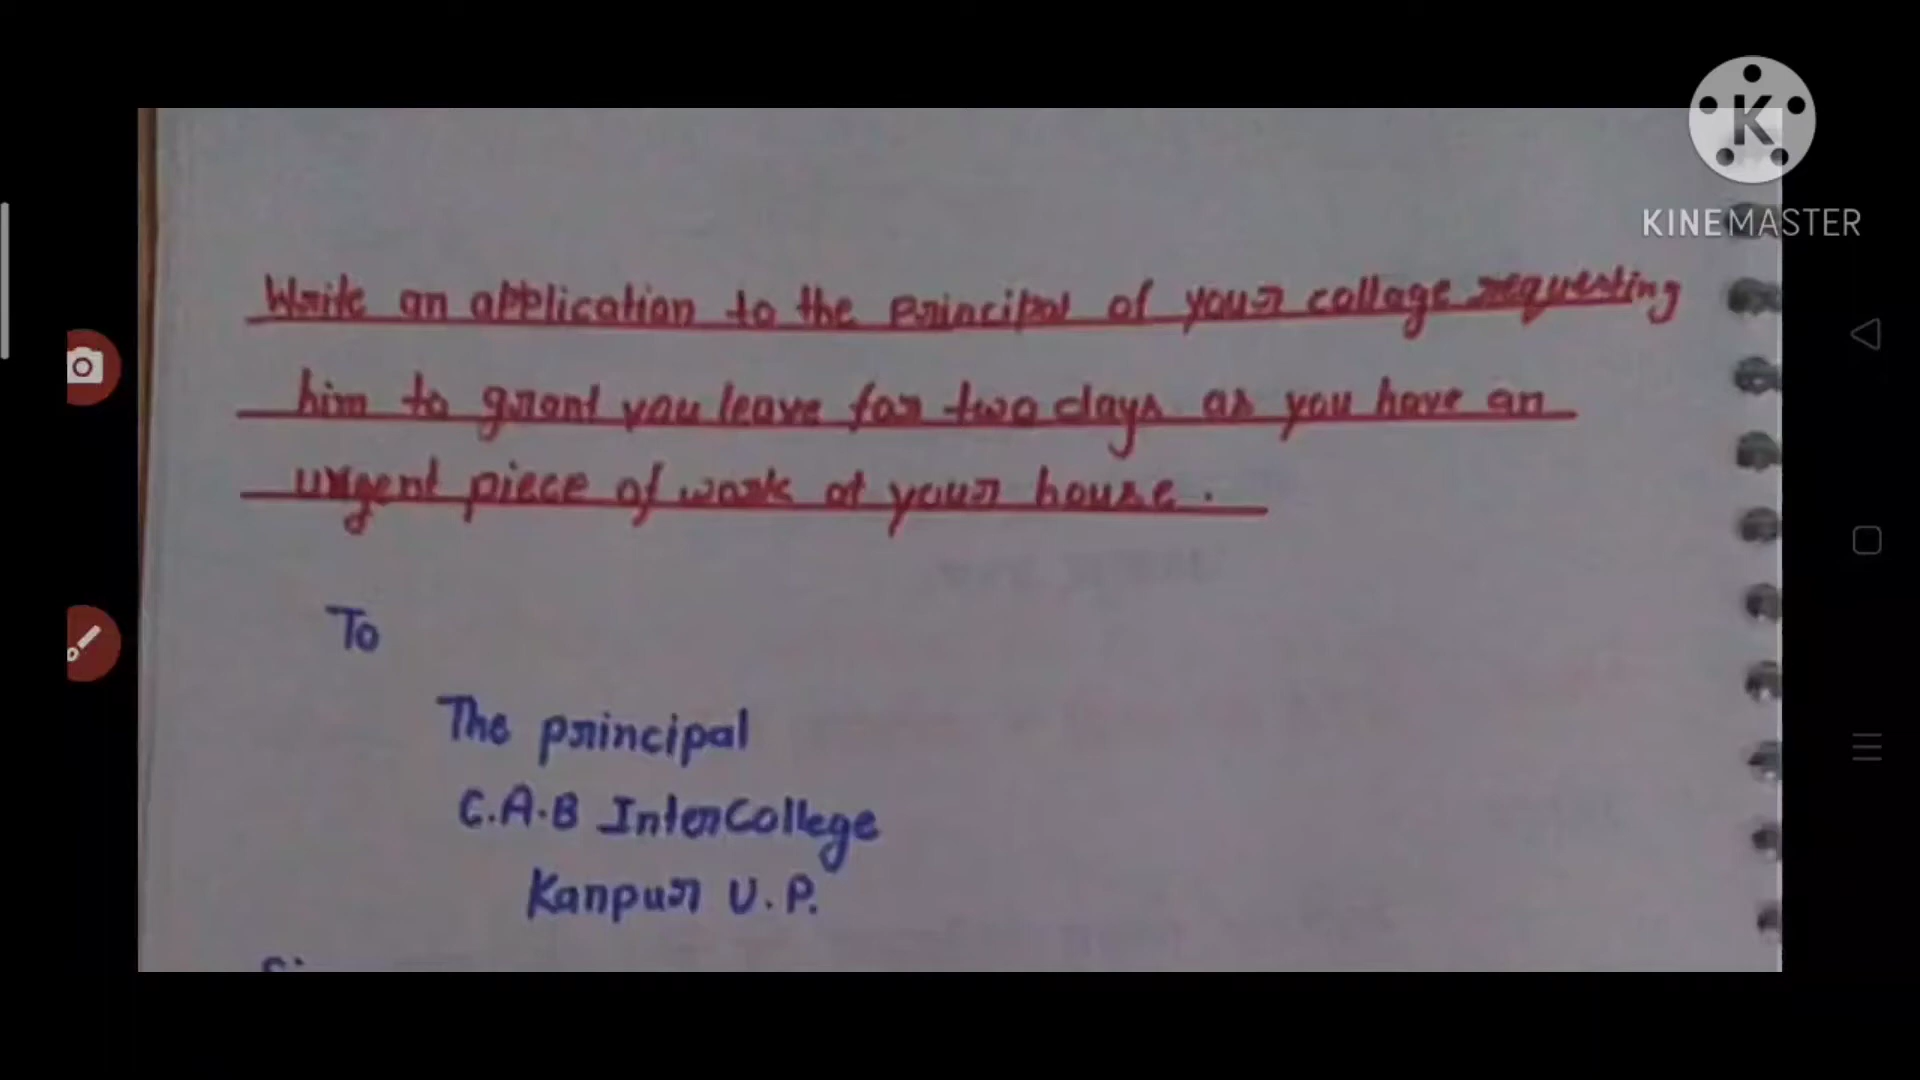 K
KINEMASTER
Write an application to the principal of your collage requesting
him to grant you leave for two days as you have an
urgent piece of work at your house.
To
The principal
C.A.B InterCollege
Kanpur U.P.